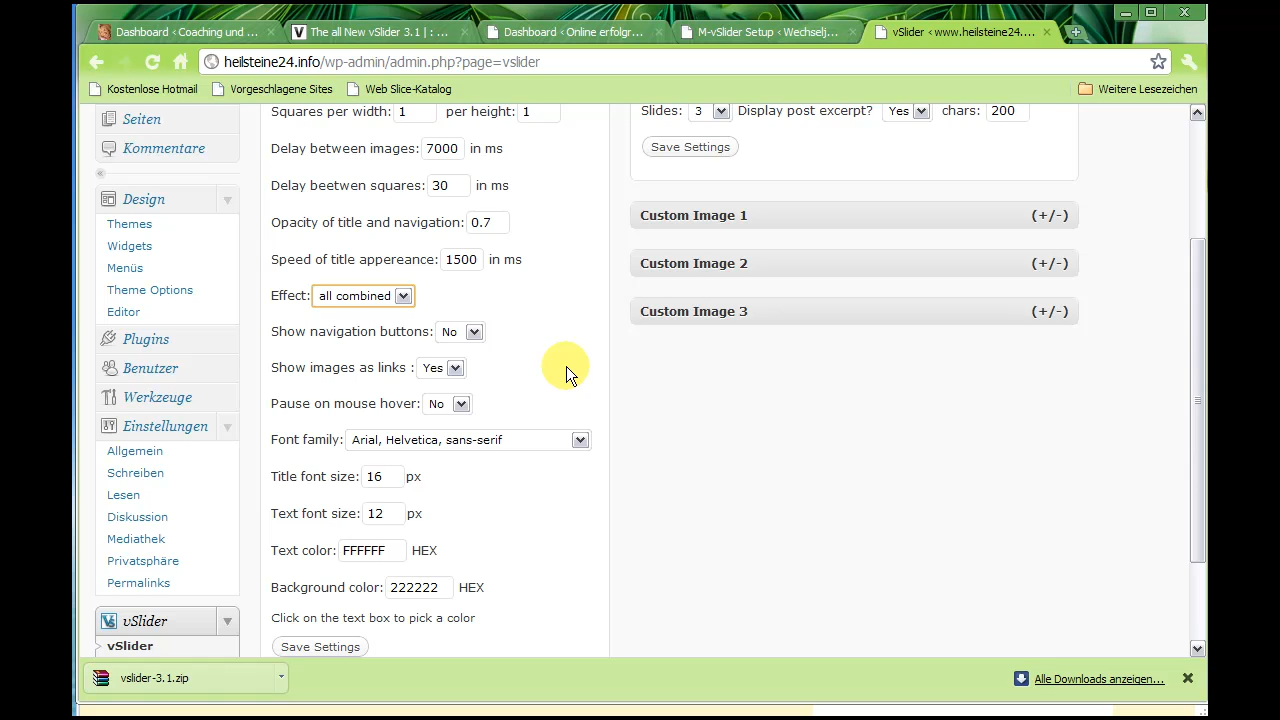 Dashboard ‹ Coaching und ...
The all New vSlider 3.1 | : ...
Dashboard ‹ Online erfolgr...
M-vSlider Setup ‹ Wechselj...
vSlider ‹ www.heilsteine24....
heilsteine24.info/wp-admin/admin.php?page=vslider
Kostenlose Hotmail
Vorgeschlagene Sites
Web Slice-Katalog
Weitere Lesezeichen
Seiten
Kommentare
Design
Themes
Widgets
Menüs
Theme Options
Editor
Plugins
Benutzer
Werkzeuge
Einstellungen
Allgemein
Schreiben
Lesen
Diskussion
Mediathek
Privatsphäre
Permalinks
vSlider
vSlider
Squares per width: 1 per height: 1
Delay between images: 7000 in ms
Delay beetwen squares: 30 in ms
Opacity of title and navigation: 0.7
Speed of title appereance: 1500 in ms
Effect: all combined
Show navigation buttons: No
Show images as links : Yes
Pause on mouse hover: No
Font family: Arial, Helvetica, sans-serif
Title font size: 16 px
Text font size: 12 px
Text color: FFFFFF HEX
Background color: 222222 HEX
Click on the text box to pick a color
Save Settings
Slides: 3 Display post excerpt? Yes chars: 200
Save Settings
Custom Image 1 (+/-)
Custom Image 2 (+/-)
Custom Image 3 (+/-)
vslider-3.1.zip
Alle Downloads anzeigen...